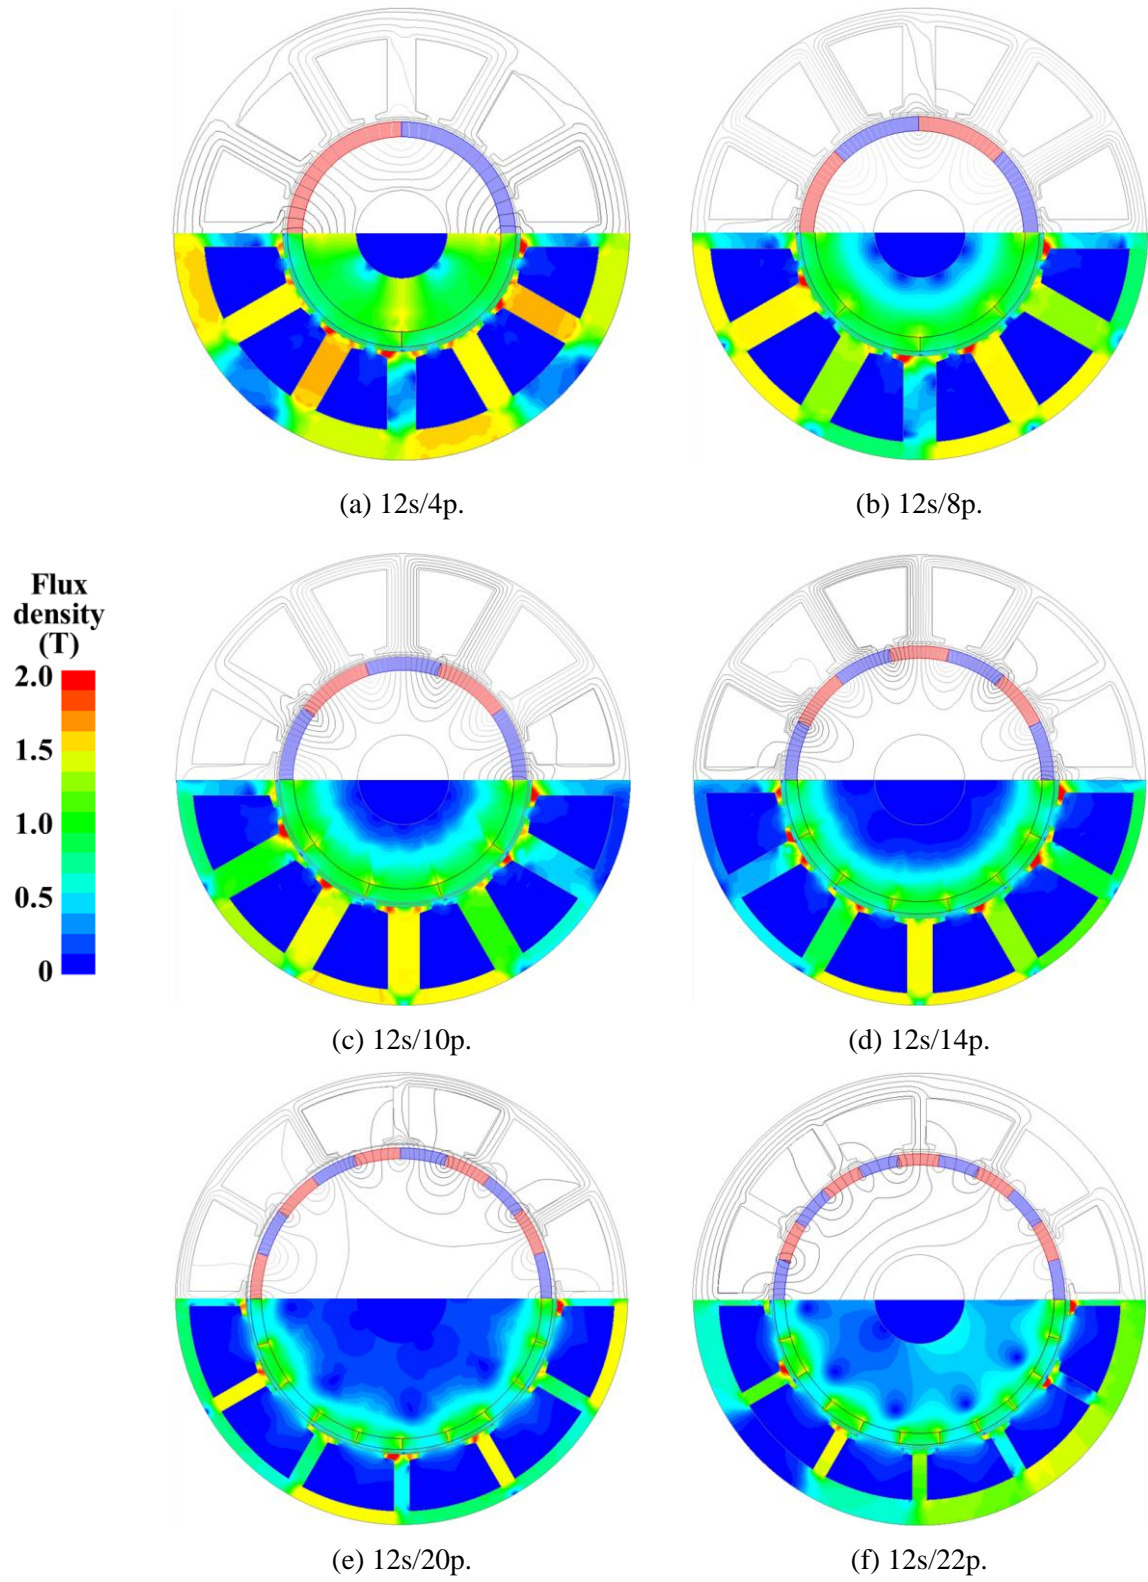 (a) 12s/4p.
(b) 12s/8p.
Flux
density
(T)
2.0
1.5
1.0
0.5
0
(c) 12s/10p.
(d) 12s/14p.
(e) 12s/20p.
(f) 12s/22p.